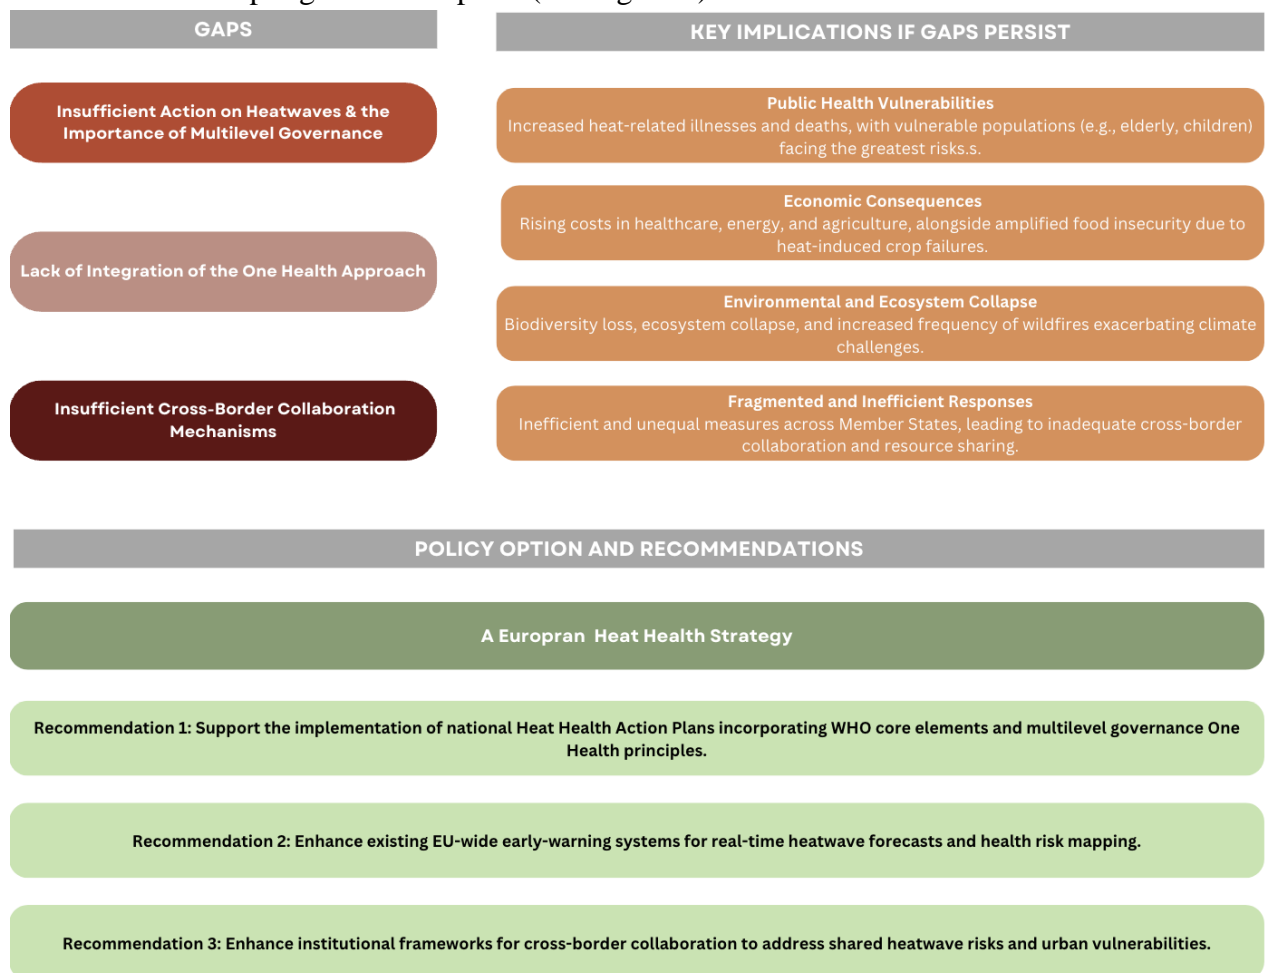 GAPS
Insufficient Action on Heatwaves & the
Importance of Multilevel Governance
Lack of Integration of the One Health Approach
Insufficient Cross-Border Collaboration
Mechanisms
KEY IMPLICATIONS IF GAPS PERSIST
Public Health Vulnerabilities
Increased heat-related illnesses and deaths, with vulnerable populations (e.g., elderly, children)
facing the greatest risks.s.
Economic Consequences
Rising costs in healthcare, energy, and agriculture, alongside amplified food insecurity due to
heat-induced crop failures.
Environmental and Ecosystem Collapse
Biodiversity loss, ecosystem collapse, and increased frequency of wildfires exacerbating climate
challenges.
Fragmented and Inefficient Responses
Inefficient and unequal measures across Member States, leading to inadequate cross-border
collaboration and resource sharing.
POLICY OPTION AND RECOMMENDATIONS
A Europran Heat Health Strategy
Recommendation 1: Support the implementation of national Heat Health Action Plans incorporating WHO core elements and multilevel governance One
Health principles.
Recommendation 2: Enhance existing EU-wide early-warning systems for real-time heatwave forecasts and health risk mapping.
Recommendation 3: Enhance institutional frameworks for cross-border collaboration to address shared heatwave risks and urban vulnerabilities.